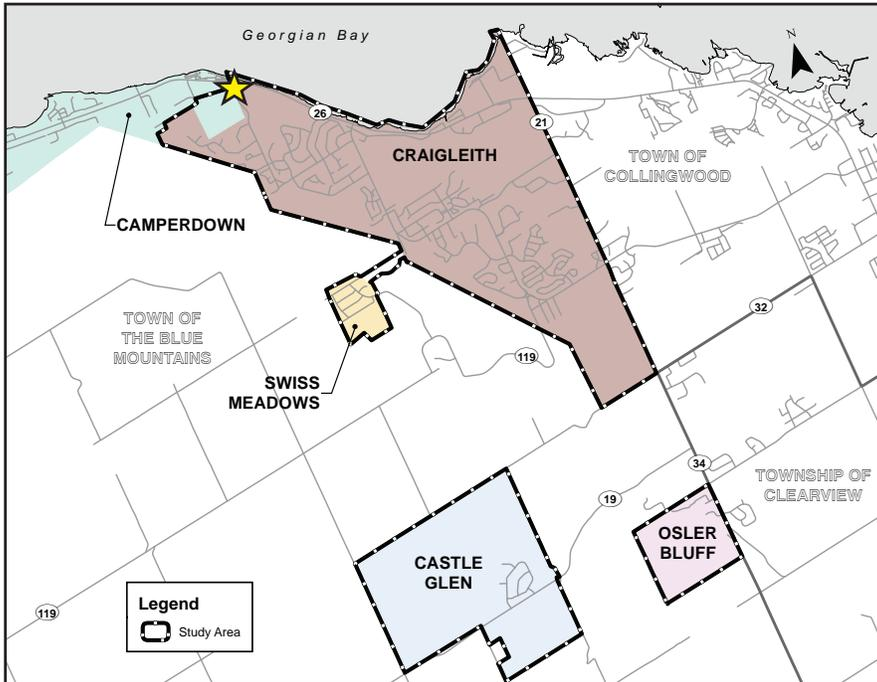 Georgian Bay
N
26
21
CRAIGLEITH
TOWN OF
COLLINGWOOD
CAMPERDOWN
TOWN OF
THE BLUE
MOUNTAINS
32
119
SWISS
MEADOWS
34
19
TOWNSHIP OF
CLEARVIEW
OSLER
BLUFF
CASTLE
GLEN
119
Legend
Study Area